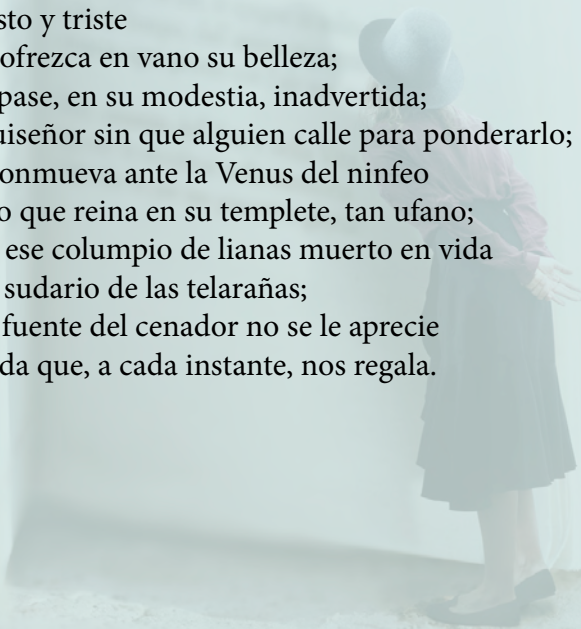 sto y triste
ofrezca en vano su belleza;
pase, en su modestia, inadvertida;
uiseñor sin que alguien calle para ponderarlo;
onmueva ante la Venus del ninfeo
o que reina en su templete, tan ufano;
ese columpio de lianas muerto en vida
sudario de las telarañas;
fuente del cenador no se le aprecie
da que, a cada instante, nos regala.